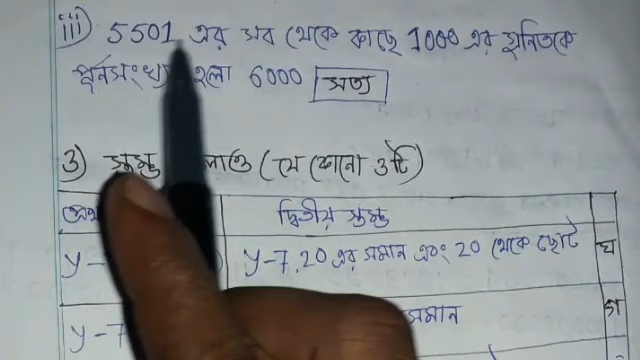 iii) 5501 এর সব থেকে কাছে 1000 এর গুনিতকে
পূর্নসংখ্যা হলো 6000 সত্য
3) স্তম্ভ মেলাও (যে কোনো ৩টি)
দ্বিতীয় স্তম্ভ
y - y - 7, 20 এর সমান এবং 20 থেকে ছোট ঘ
y - 7 সমান গ